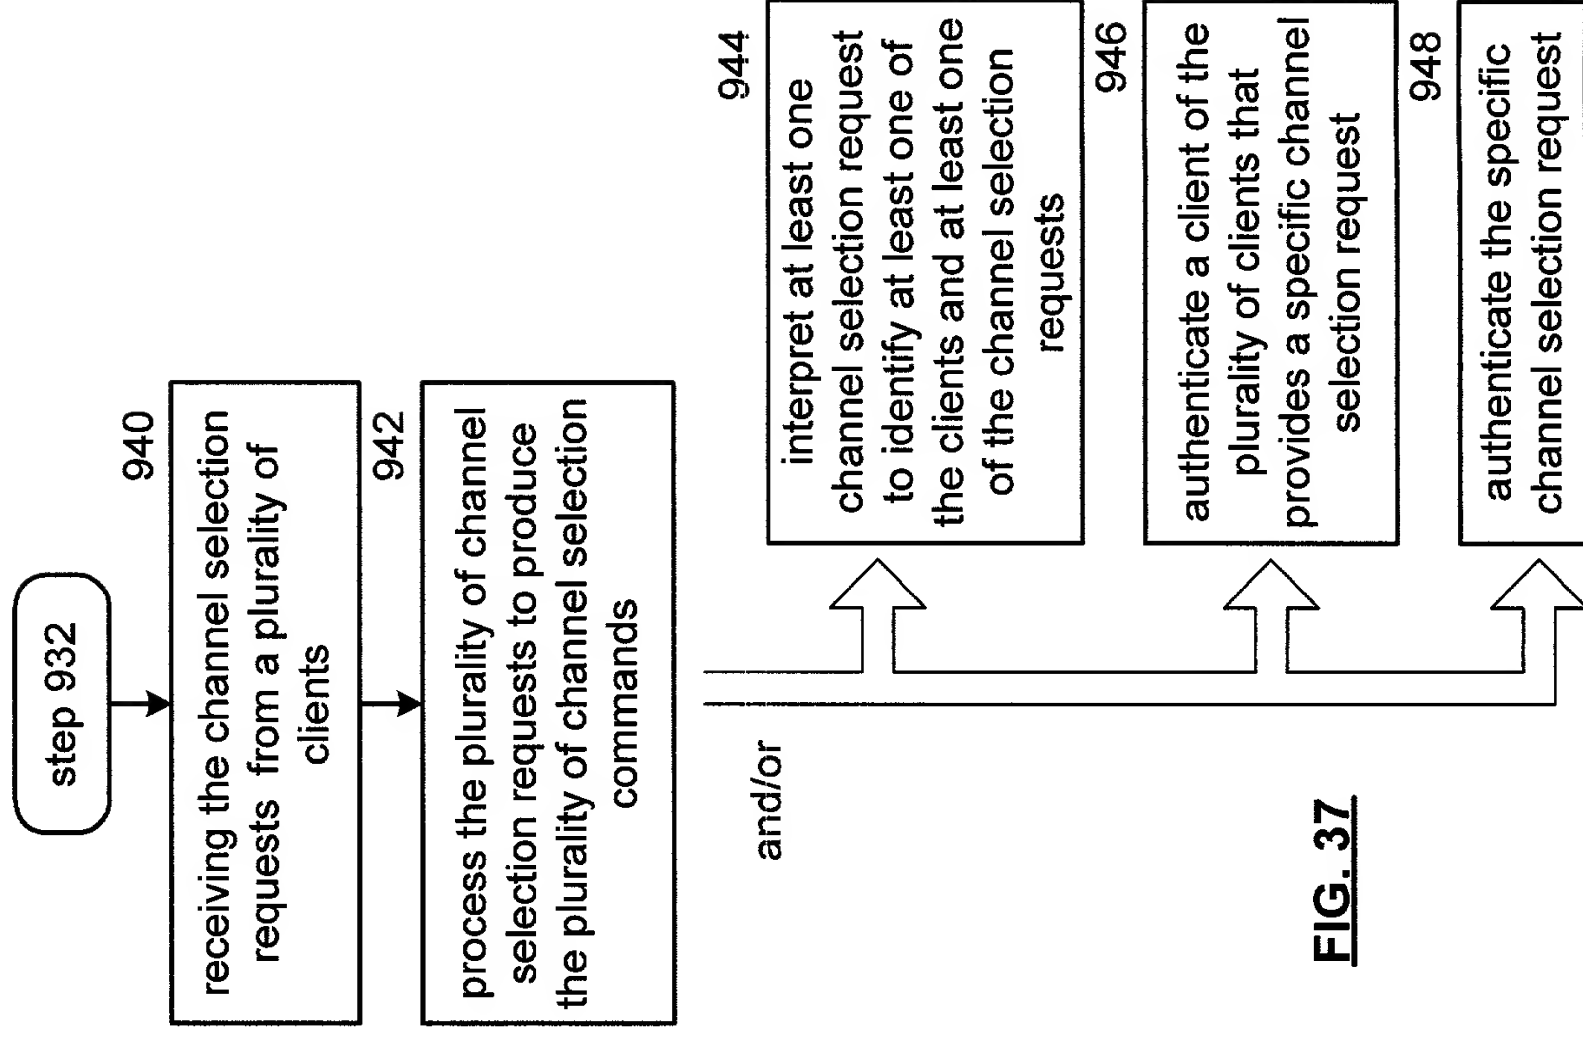 step 932
940
receiving the channel selection
requests from a plurality of
clients
942
process the plurality of channel
selection requests to produce
the plurality of channel selection
commands
and/or
944
interpret at least one
channel selection request
to identify at least one of
the clients and at least one
of the channel selection
requests
946
authenticate a client of the
plurality of clients that
provides a specific channel
selection request
948
authenticate the specific
channel selection request
FIG. 37